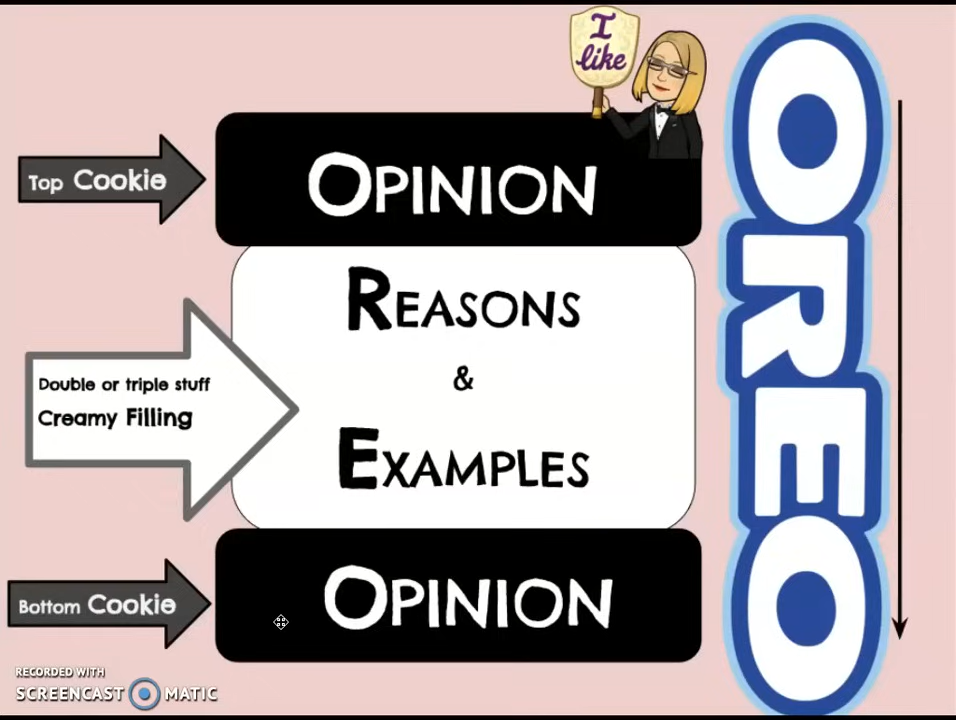 I
like
Top Cookie
OPINION
REASONS
&
EXAMPLES
Double or triple stuff
Creamy Filling
Bottom Cookie
OPINION
OREO
RECORDED WITH
SCREENCAST MATIC